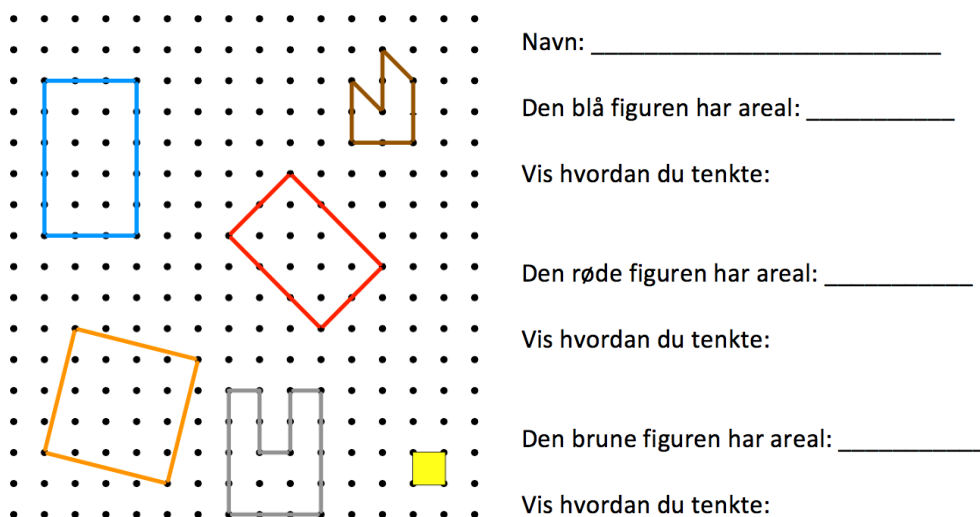 Navn: ___________________________
Den blå figuren har areal: ___________
Vis hvordan du tenkte:
Den røde figuren har areal: ___________
Vis hvordan du tenkte:
Den brune figuren har areal: ___________
Vis hvordan du tenkte: